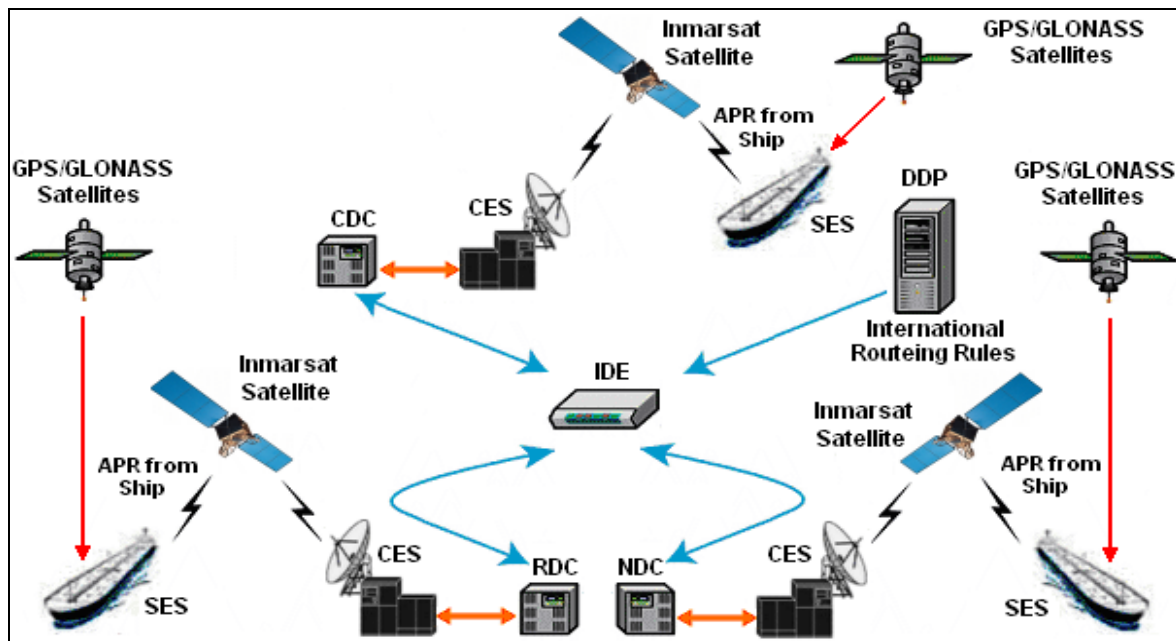 Inmarsat
Satellite
GPS/GLONASS
Satellites
APR from
Ship
GPS/GLONASS
Satellites
GPS/GLONASS
Satellites
DDP
CES
CDC
SES
International
Routeing Rules
IDE
Inmarsat
Satellite
Inmarsat
Satellite
APR from
Ship
APR from
Ship
CES
RDC
NDC
CES
SES
SES